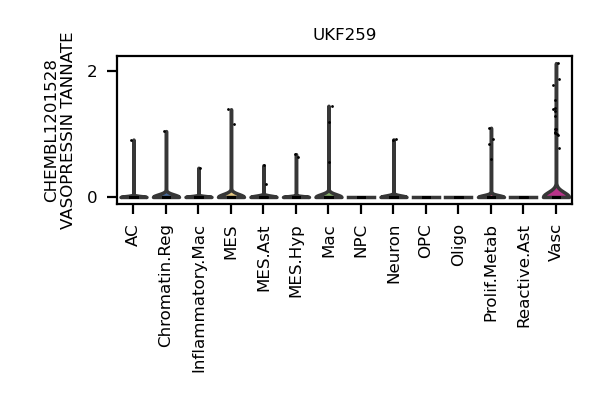 UKF259
CHEMBL1201528
VASOPRESSIN TANNATE
2
0
AC
Chromatin.Reg
Inflammatory.Mac
MES
MES.Ast
MES.Hyp
Mac
NPC
Neuron
OPC
Oligo
Prolif.Metab
Reactive.Ast
Vasc